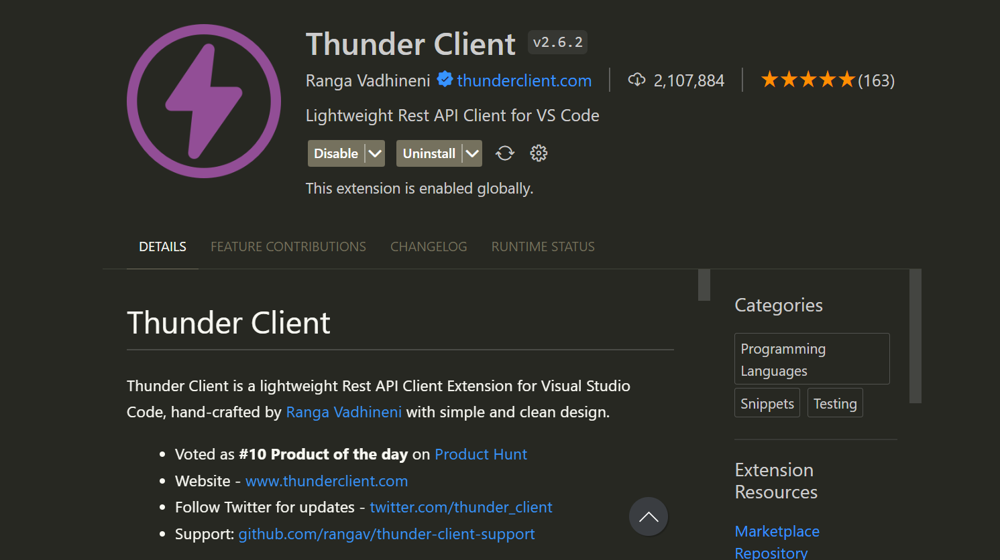 Thunder Client v2.6.2
Ranga Vadhineni thunderclient.com 2,107,884 (163)
Lightweight Rest API Client for VS Code
Disable Uninstall
This extension is enabled globally.
DETAILS FEATURE CONTRIBUTIONS CHANGELOG RUNTIME STATUS
Thunder Client
Thunder Client is a lightweight Rest API Client Extension for Visual Studio
Code, hand-crafted by Ranga Vadhineni with simple and clean design.
• Voted as #10 Product of the day on Product Hunt
• Website - www.thunderclient.com
• Follow Twitter for updates - twitter.com/thunder_client
• Support: github.com/rangav/thunder-client-support
Categories
Programming
Languages
Snippets Testing
Extension
Resources
Marketplace
Repository